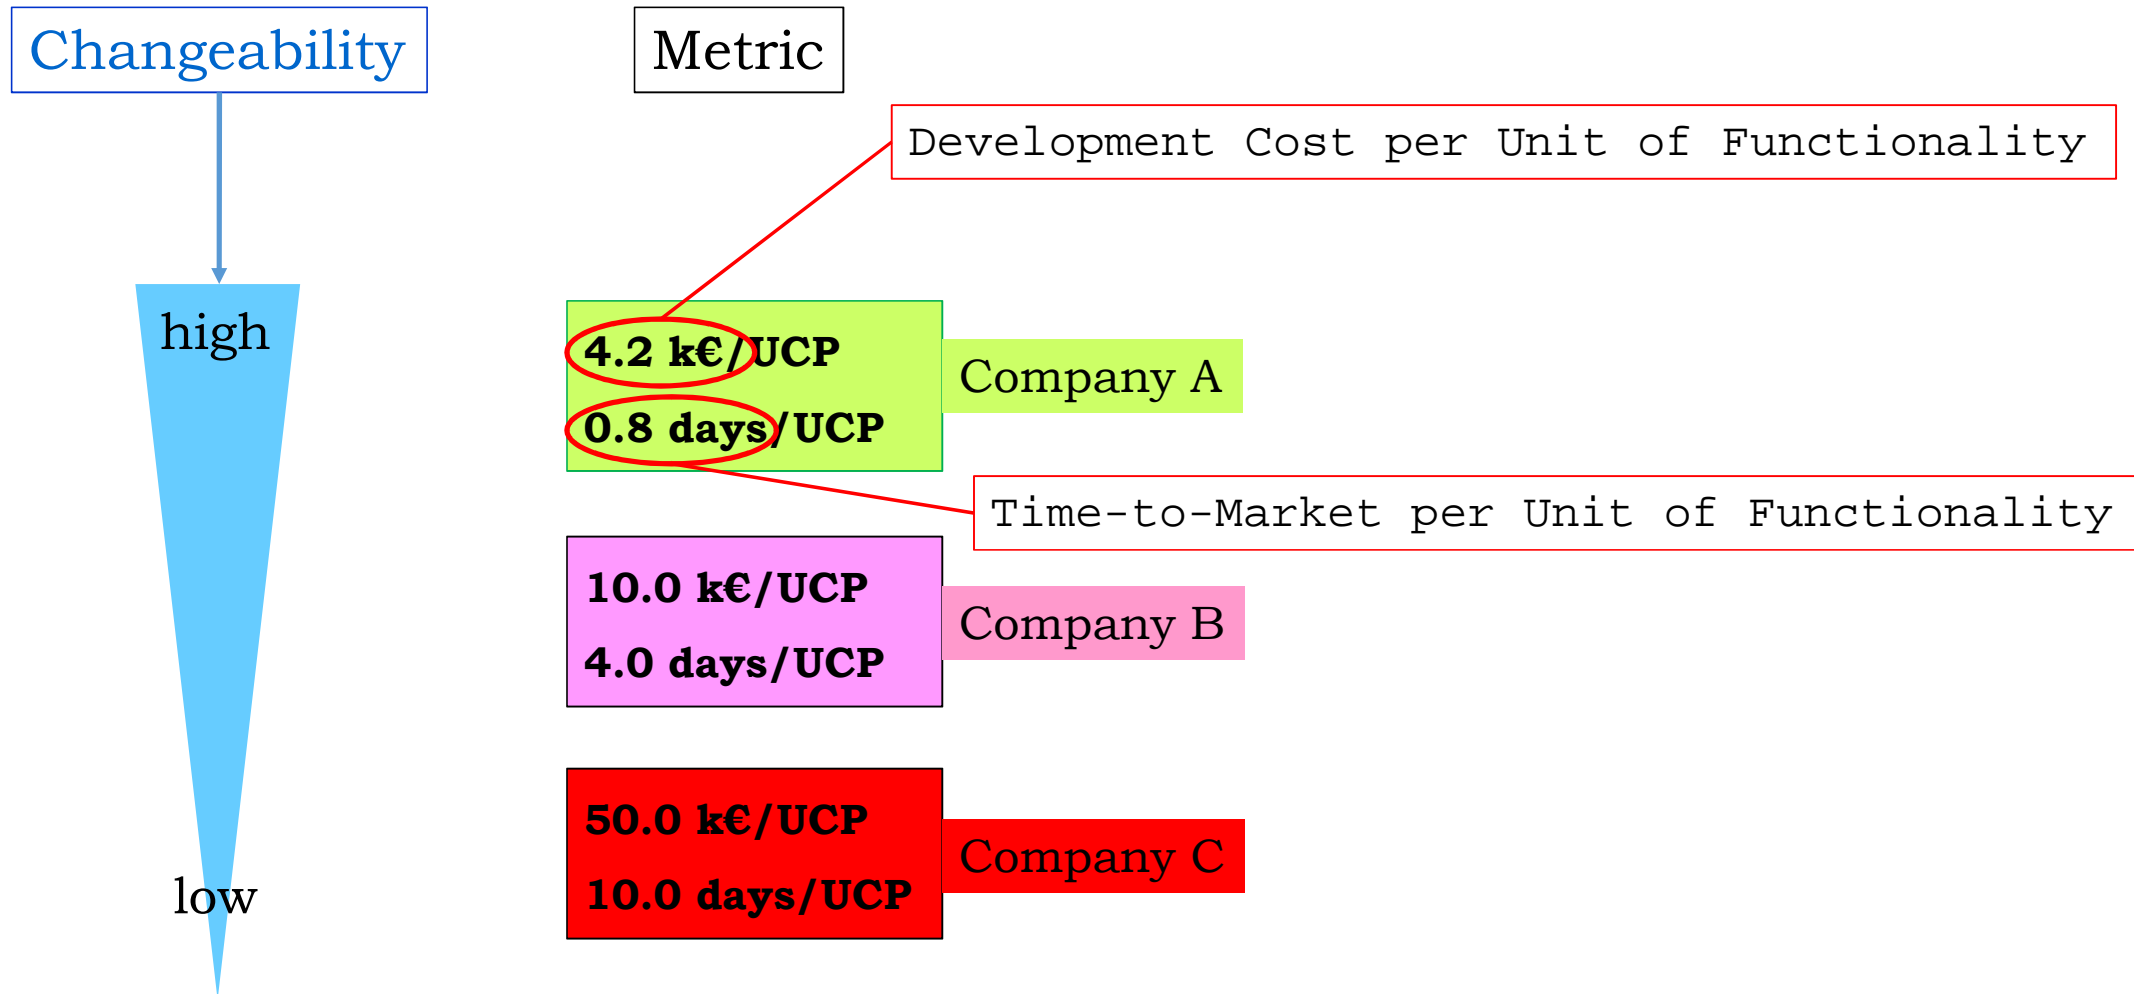 Changeability
Metric
Development Cost per Unit of Functionality
high
4.2 k€/UCP
0.8 days/UCP
Company A
Time-to-Market per Unit of Functionality
10.0 k€/UCP
4.0 days/UCP
Company B
50.0 k€/UCP
10.0 days/UCP
Company C
low